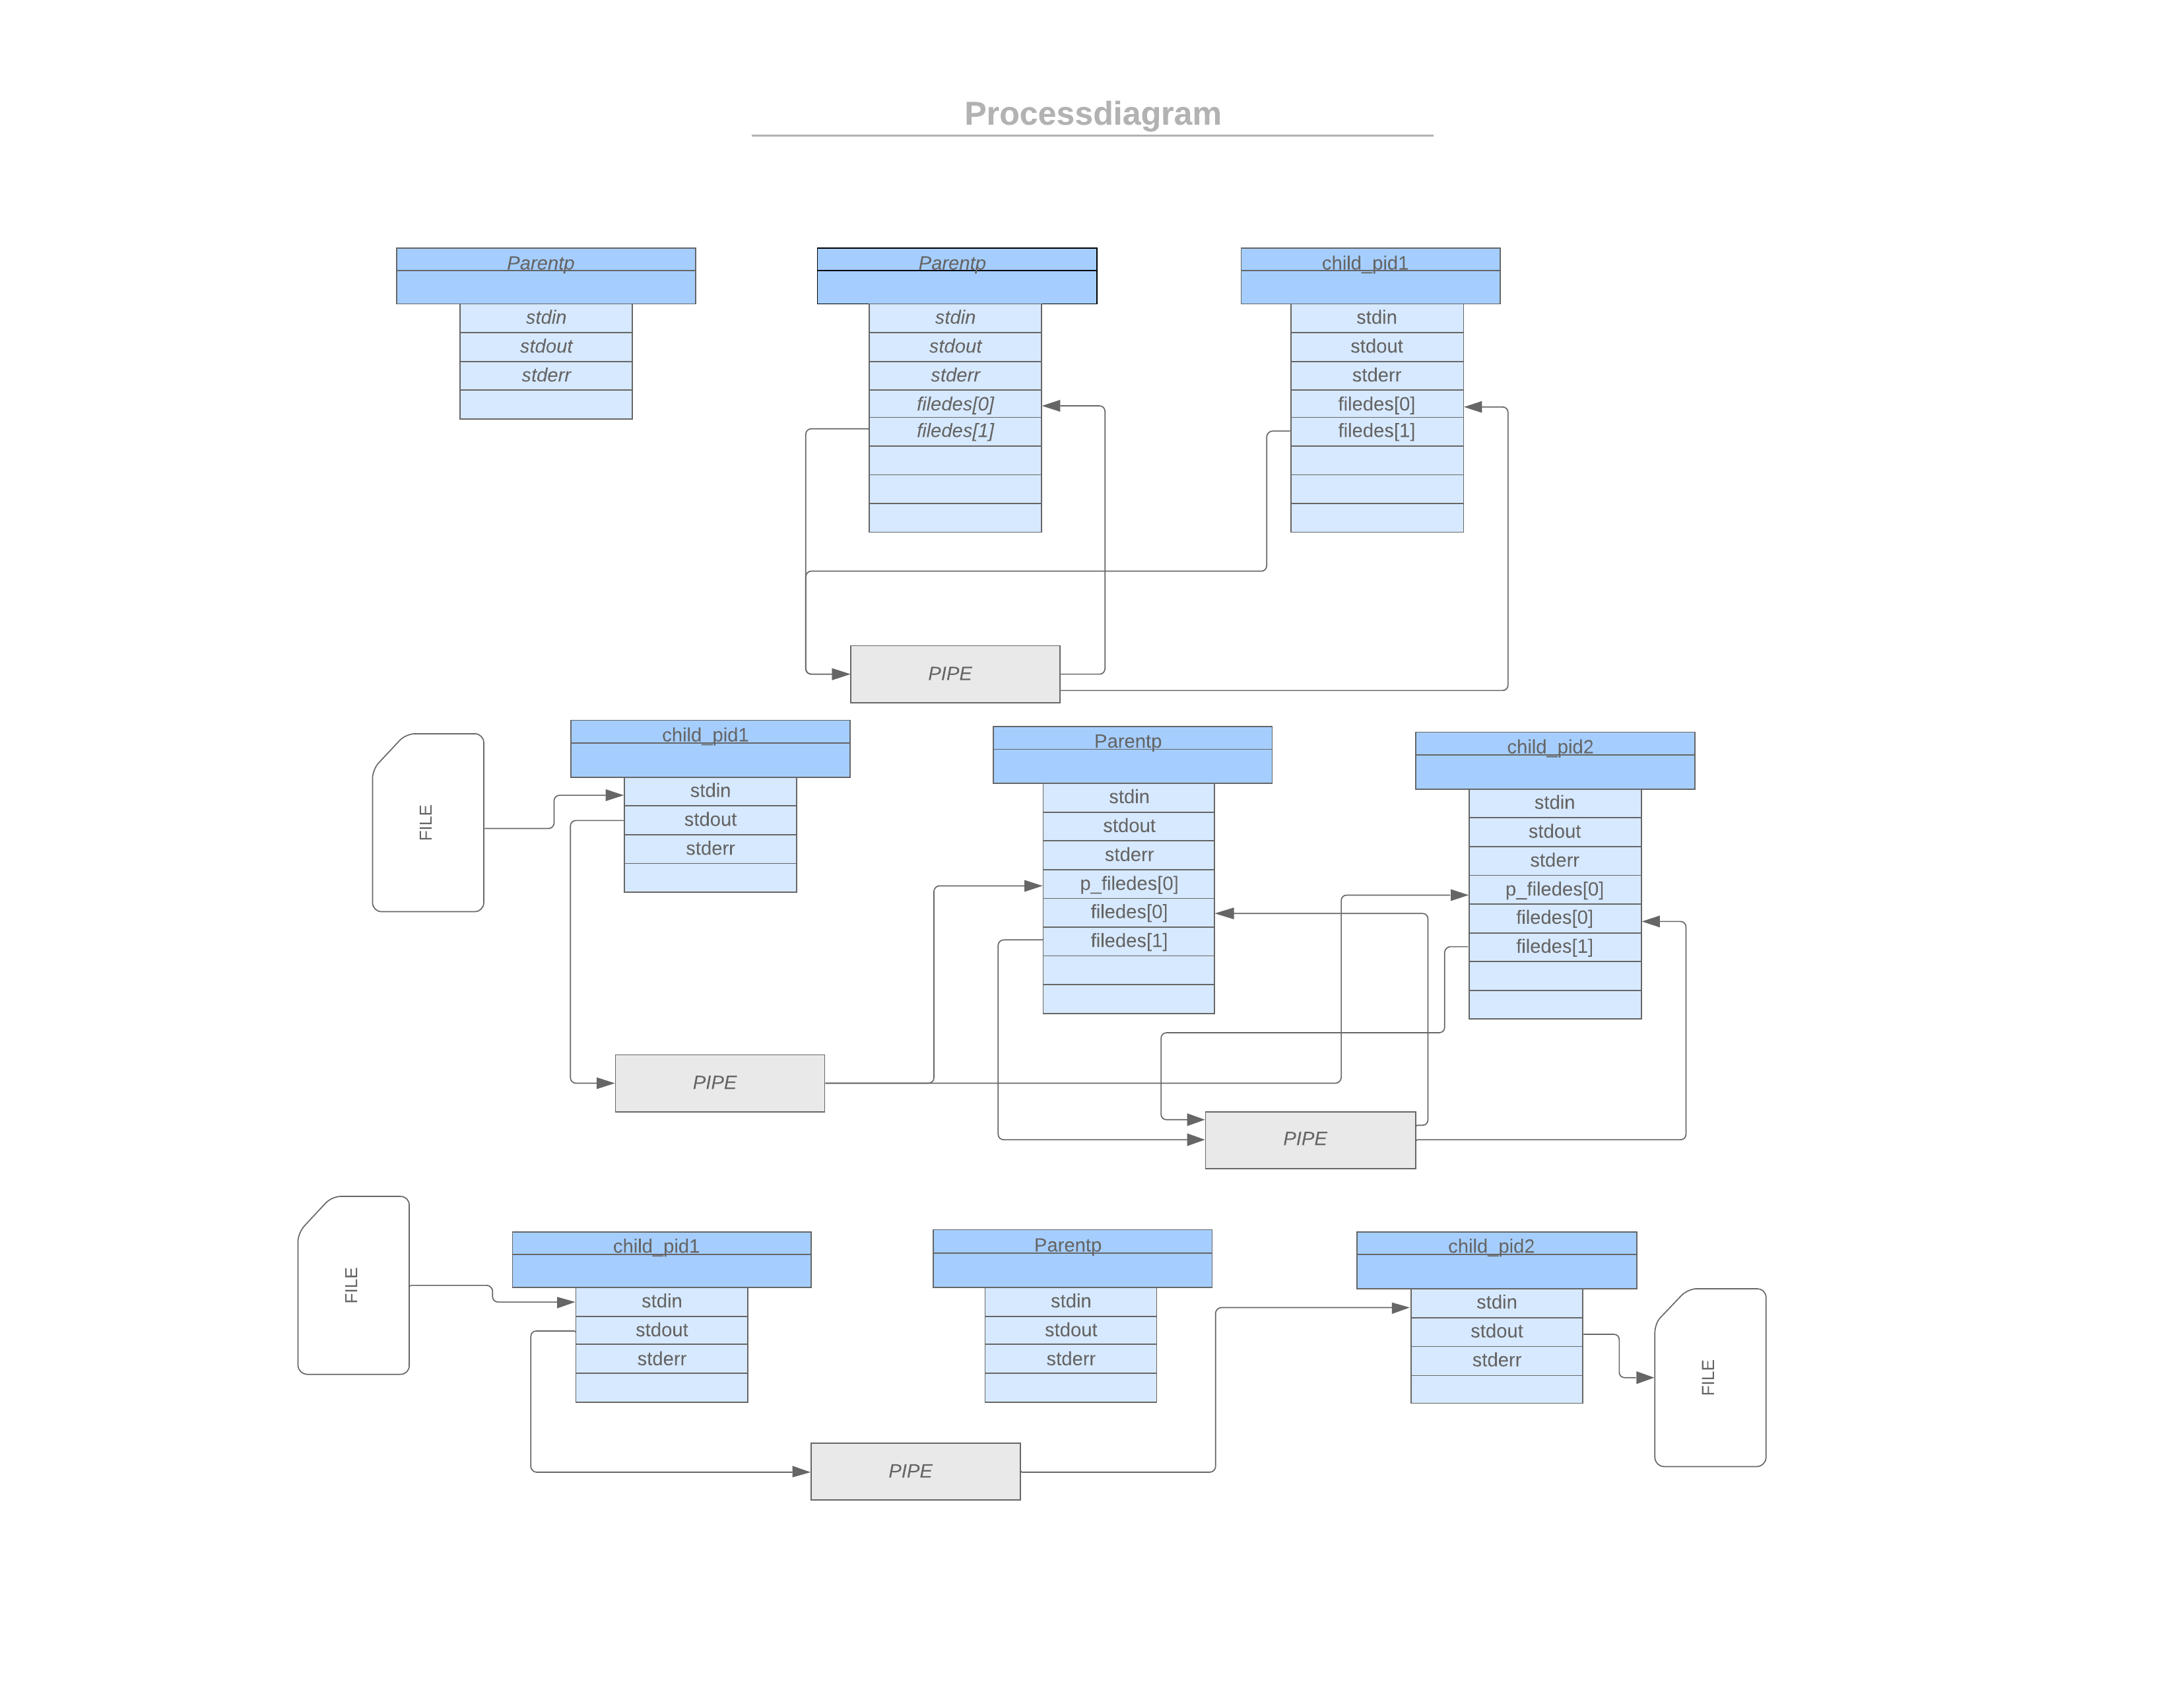 Processdiagram
Parentp
stdin
stdout
stderr
Parentp
stdin
stdout
stderr
filedes[0]
filedes[1]
child_pid1
stdin
stdout
stderr
filedes[0]
filedes[1]
PIPE
FILE
child_pid1
stdin
stdout
stderr
Parentp
stdin
stdout
stderr
p_filedes[0]
filedes[0]
filedes[1]
child_pid2
stdin
stdout
stderr
p_filedes[0]
filedes[0]
filedes[1]
PIPE
PIPE
FILE
child_pid1
stdin
stdout
stderr
Parentp
stdin
stdout
stderr
child_pid2
stdin
stdout
stderr
FILE
PIPE